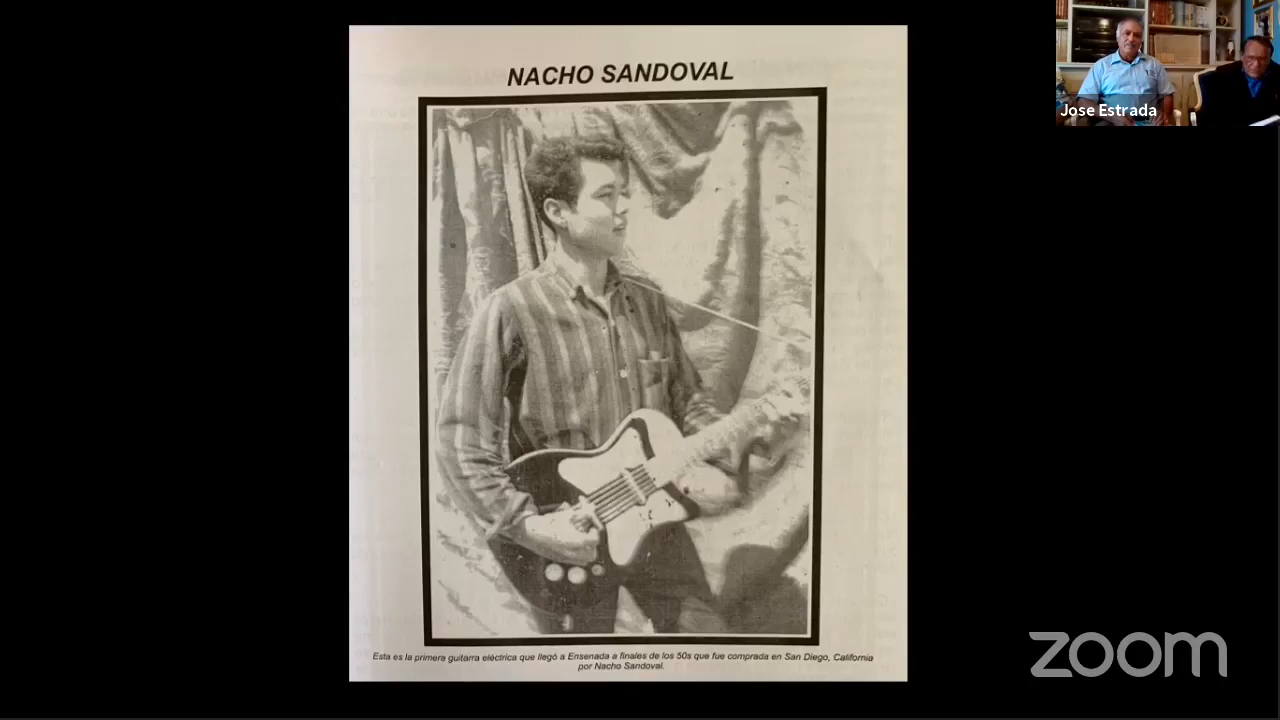 NACHO SANDOVAL
Esta es la primera guitarra eléctrica que llegó a Ensenada a finales de los 50s que fue comprada en San Diego, California
por Nacho Sandoval.
Jose Estrada
zoom